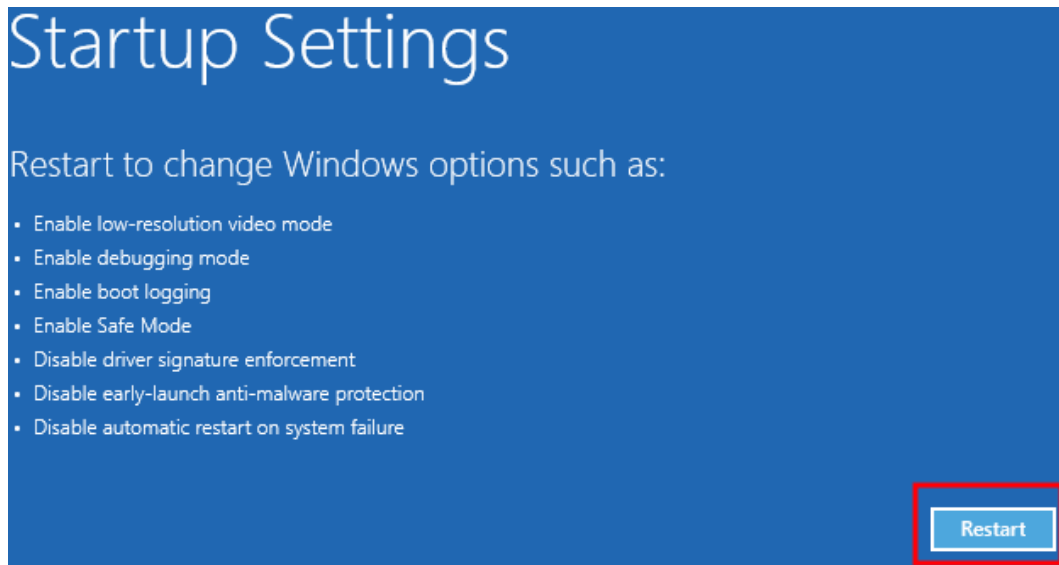 Startup Settings
Restart to change Windows options such as:
• Enable low-resolution video mode
• Enable debugging mode
• Enable boot logging
• Enable Safe Mode
• Disable driver signature enforcement
• Disable early-launch anti-malware protection
• Disable automatic restart on system failure
Restart